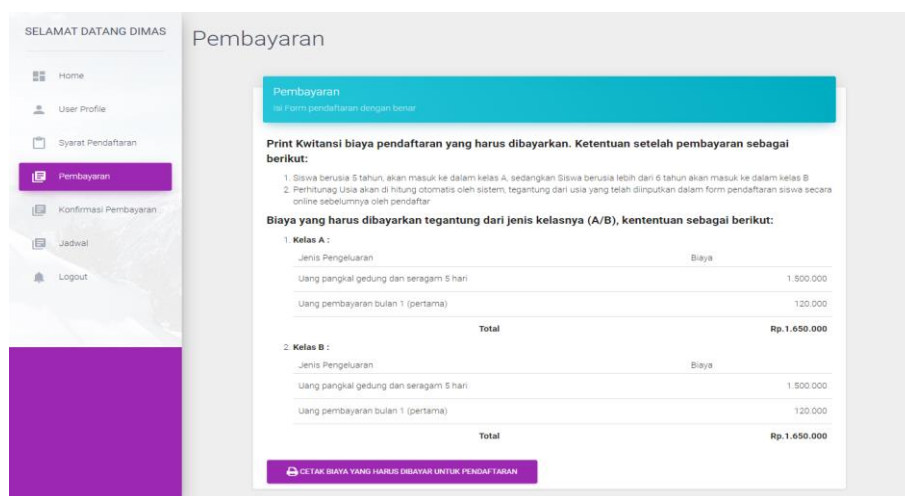 SELAMAT DATANG DIMAS
Home
User Profile
Syarat Pendaftaran
Pembayaran
Konfirmasi Pembayaran
Jadwal
Logout
Pembayaran
Pembayaran
Isi Form pendaftaran dengan benar
Print Kwitansi biaya pendaftaran yang harus dibayarkan. Ketentuan setelah pembayaran sebagai
berikut:
1. Siswa berusia 5 tahun, akan masuk ke dalam kelas A, sedangkan Siswa berusia lebih dari 6 tahun akan masuk ke dalam kelas B
2. Perhitunag Usia akan di hitung otomatis oleh sistem, tegantung dari usia yang telah diinputkan dalam form pendaftaran siswa secara
online sebelumnya oleh pendaftar
Biaya yang harus dibayarkan tegantung dari jenis kelasnya (A/B), kententuan sebagai berikut:
1. Kelas A :
Jenis Pengeluaran Biaya
Uang pangkal gedung dan seragam 5 hari 1.500.000
Uang pembayaran bulan 1 (pertama) 120.000
Total Rp.1.650.000
2. Kelas B :
Jenis Pengeluaran Biaya
Uang pangkal gedung dan seragam 5 hari 1.500.000
Uang pembayaran bulan 1 (pertama) 120.000
Total Rp.1.650.000
CETAK BIAYA YANG HARUS DIBAYAR UNTUK PENDAFTARAN